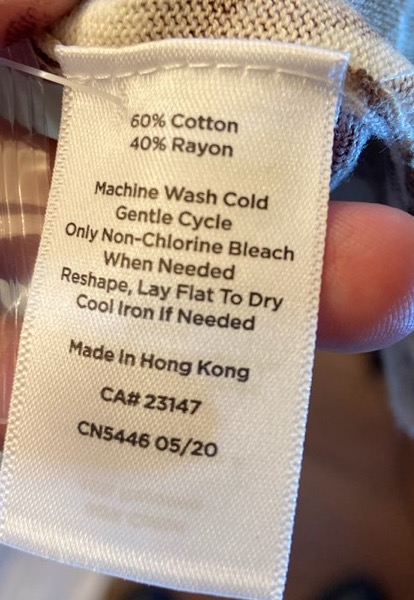 60% Cotton
40% Rayon
Machine Wash Cold
Gentle Cycle
Only Non-Chlorine Bleach
When Needed
Reshape, Lay Flat To Dry
Cool Iron If Needed
Made In Hong Kong
CA# 23147
CN5446 05/20